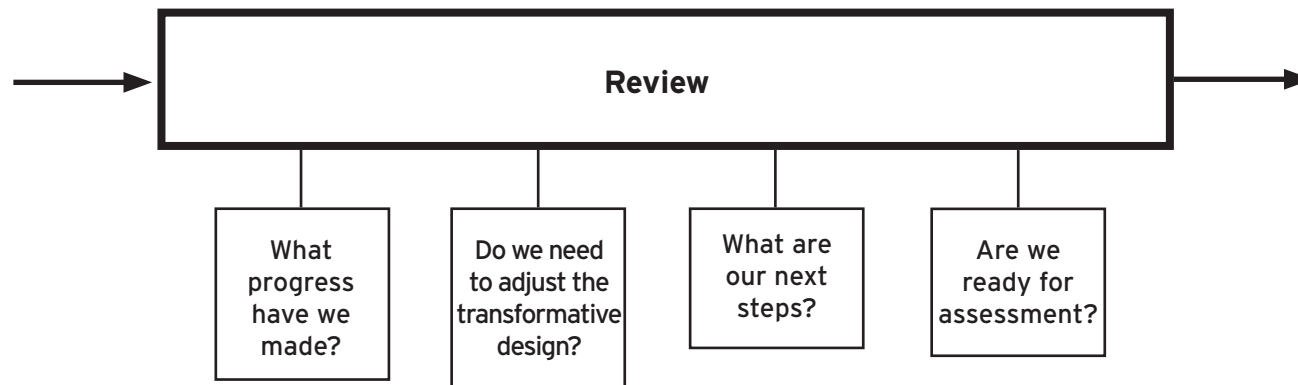 Review
What
progress
have we
made?
Do we need
to adjust the
transformative
design?
What are
our next
steps?
Are we
ready for
assessment?